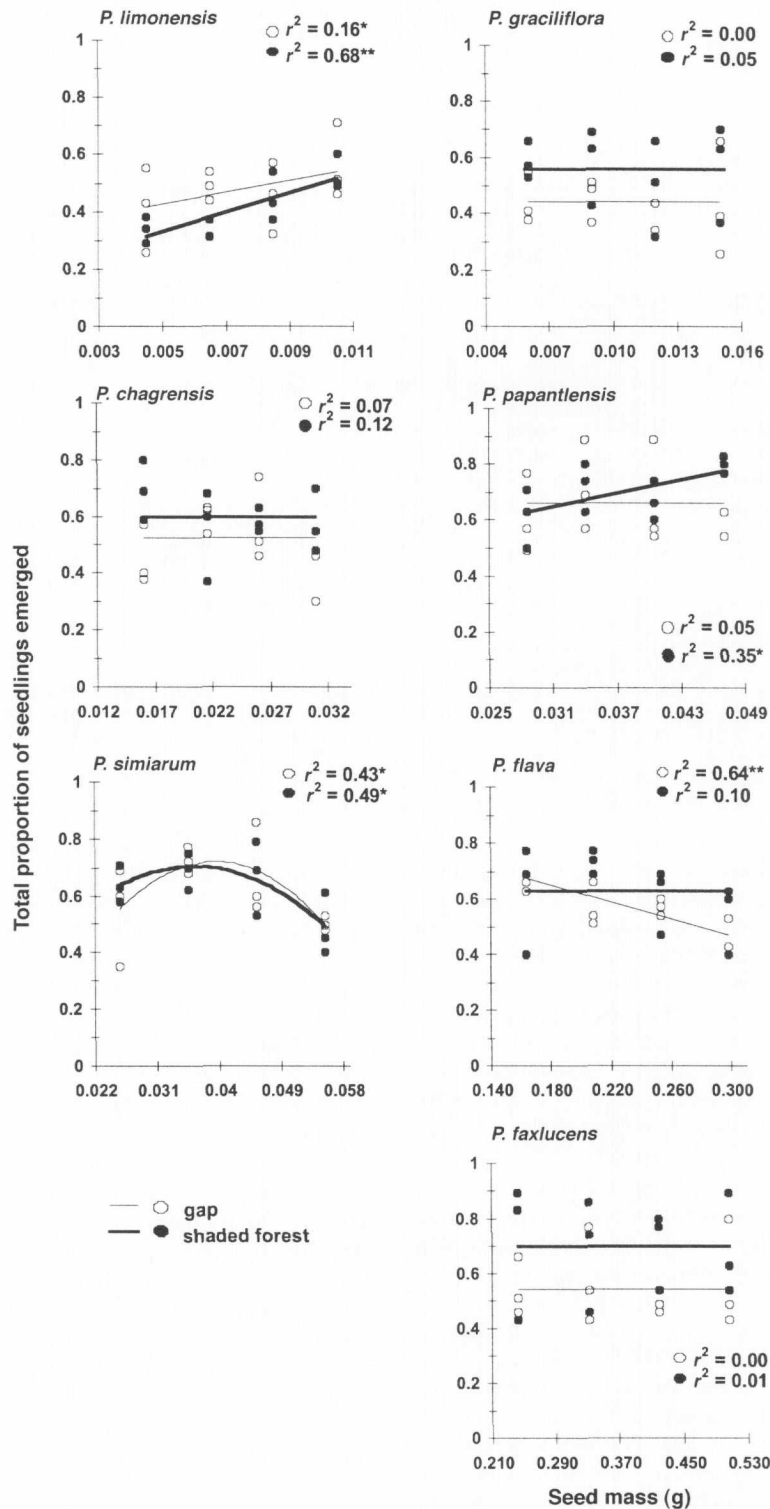 P. limonensis
r² = 0.16*
r² = 0.68**
1
0.8
0.6
0.4
0.2
0
0.003 0.005 0.007 0.009 0.011
P. graciliflora
r² = 0.00
r² = 0.05
1
0.8
0.6
0.4
0.2
0
0.004 0.007 0.010 0.013 0.016
P. chagrensis
r² = 0.07
r² = 0.12
1
0.8
0.6
0.4
0.2
0
0.012 0.017 0.022 0.027 0.032
P. papantlensis
1
0.8
0.6
0.4
0.2
0
r² = 0.05
r² = 0.35*
0.025 0.031 0.037 0.043 0.049
Total proportion of seedlings emerged
P. simiarum
r² = 0.43*
r² = 0.49*
1
0.8
0.6
0.4
0.2
0
0.022 0.031 0.04 0.049 0.058
P. flava
r² = 0.64**
r² = 0.10
1
0.8
0.6
0.4
0.2
0
0.140 0.180 0.220 0.260 0.300
gap
shaded forest
P. faxlucens
1
0.8
0.6
0.4
0.2
0
r² = 0.00
r² = 0.01
0.210 0.290 0.370 0.450 0.530
Seed mass (g)